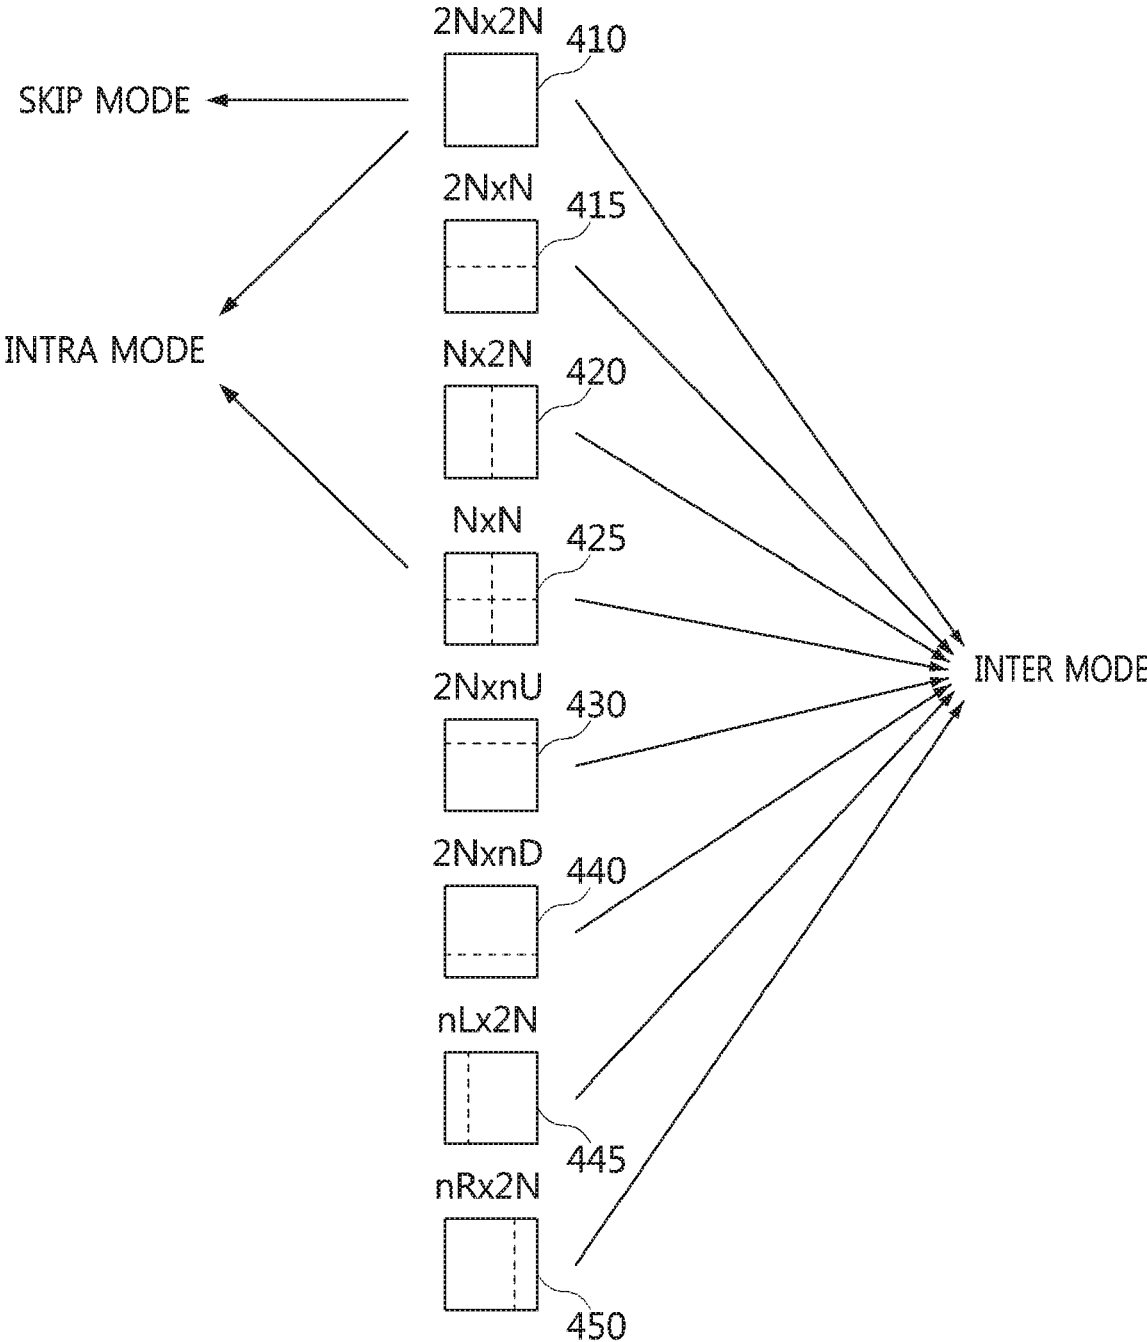 2Nx2N
410
SKIP MODE
2NxN
415
INTRA MODE
Nx2N
420
NxN
425
INTER MODE
2NxnU
430
2NxnD
440
nLx2N
445
nRx2N
450